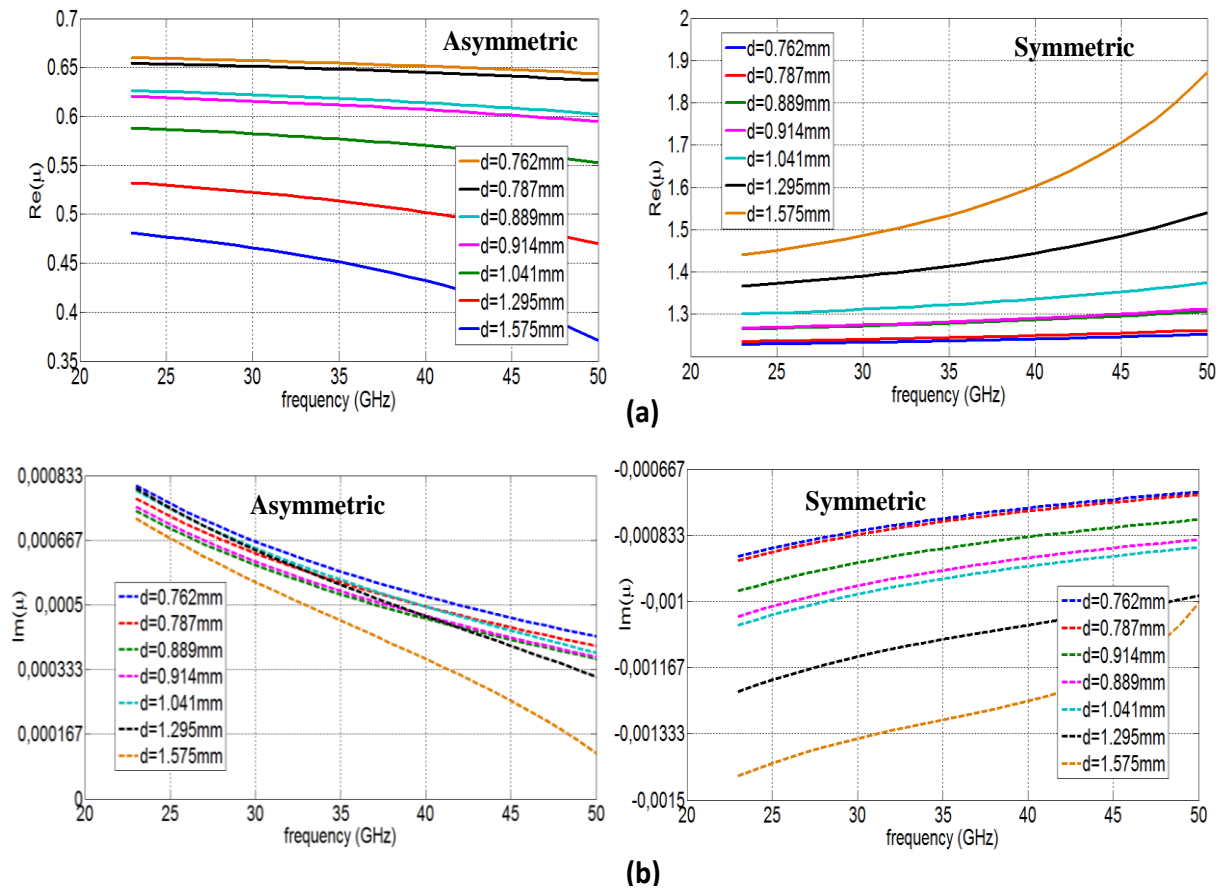 Asymmetric
Re(μ)
0.7
0.65
0.6
0.55
0.5
0.45
0.4
0.35
d=0.762mm
d=0.787mm
d=0.889mm
d=0.914mm
d=1.041mm
d=1.295mm
d=1.575mm
20 25 30 35 40 45 50
frequency (GHz)
Symmetric
Re(μ)
2
1.9
1.8
1.7
1.6
1.5
1.4
1.3
d=0.762mm
d=0.787mm
d=0.889mm
d=0.914mm
d=1.041mm
d=1.295mm
d=1.575mm
20 25 30 35 40 45 50
frequency (GHz)
(a)
Asymmetric
Im(μ)
0,000833
0,000667
0,0005
0,000333
0,000167
0
d=0.762mm
d=0.787mm
d=0.889mm
d=0.914mm
d=1.041mm
d=1.295mm
d=1.575mm
20 25 30 35 40 45 50
frequency (GHz)
Symmetric
Im(μ)
-0,000667
-0,000833
-0,001
-0,001167
-0,001333
-0,0015
d=0.762mm
d=0.787mm
d=0.914mm
d=0.889mm
d=1.041mm
d=1.295mm
d=1.575mm
20 25 30 35 40 45 50
frequency (GHz)
(b)